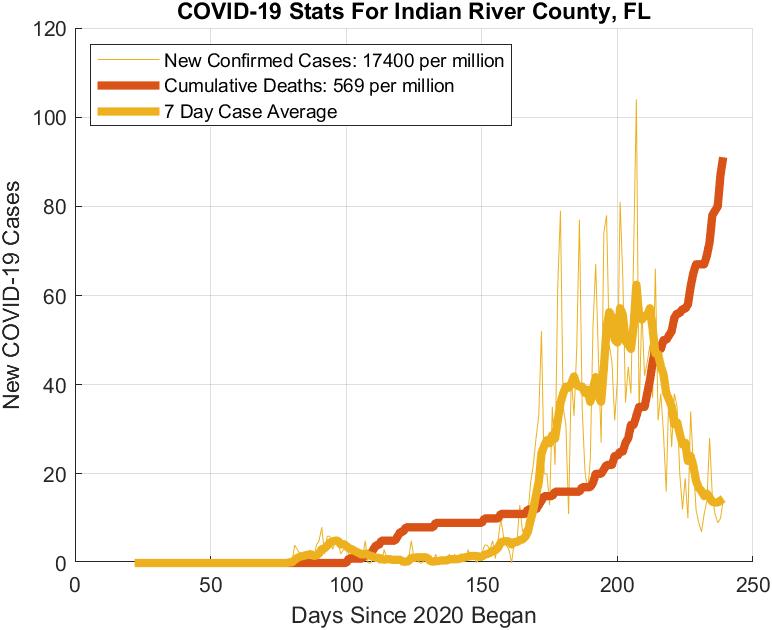 COVID-19 Stats For Indian River County, FL
New Confirmed Cases: 17400 per million
Cumulative Deaths: 569 per million
7 Day Case Average
120
100
80
60
40
20
0
New COVID-19 Cases
0 50 100 150 200 250
Days Since 2020 Began